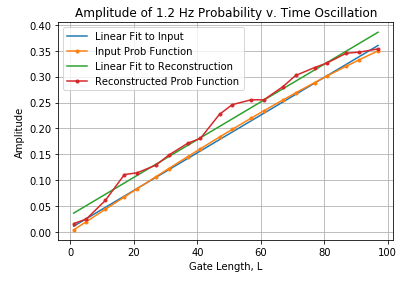 Amplitude of 1.2 Hz Probability v. Time Oscillation
Linear Fit to Input
Input Prob Function
Linear Fit to Reconstruction
Reconstructed Prob Function
Amplitude
0.40
0.35
0.30
0.25
0.20
0.15
0.10
0.05
0.00
0 20 40 60 80 100
Gate Length, L